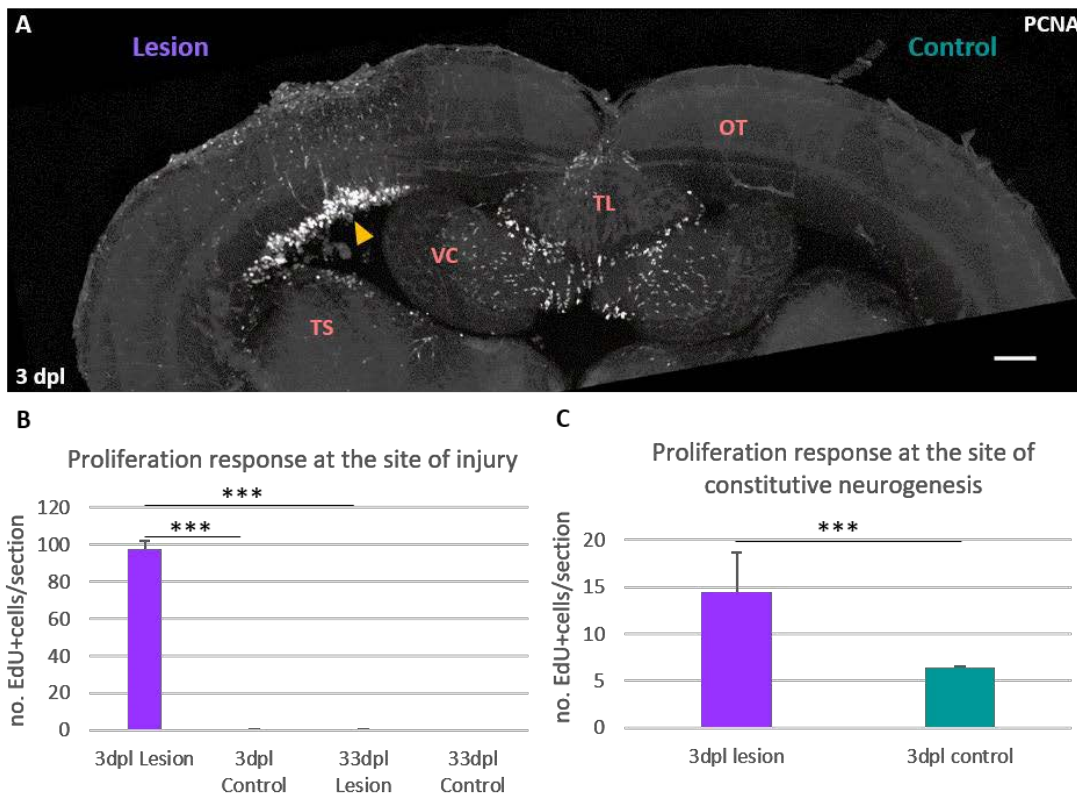 A
PCNA
Lesion
Control
OT
TL
VC
TS
3 dpl
B
Proliferation response at the site of injury
***
***
no. EdU+cells/section
120
100
80
60
40
20
0
3dpl Lesion
3dpl
Control
33dpl
Lesion
33dpl
Control
C
Proliferation response at the site of
constitutive neurogenesis
***
no. EdU+cells/section
20
15
10
5
0
3dpl lesion
3dpl control